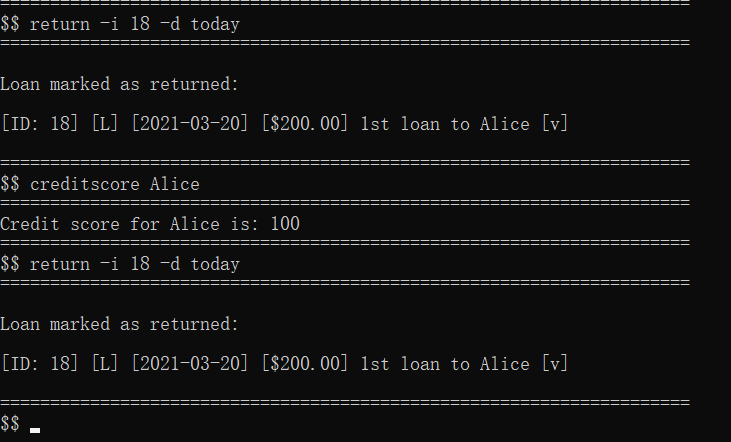 =====================================================================
$$ return -i 18 -d today
=====================================================================
Loan marked as returned:
[ID: 18] [L] [2021-03-20] [$200.00] 1st loan to Alice [v]
=====================================================================
$$ creditscore Alice
=====================================================================
Credit score for Alice is: 100
=====================================================================
$$ return -i 18 -d today
=====================================================================
Loan marked as returned:
[ID: 18] [L] [2021-03-20] [$200.00] 1st loan to Alice [v]
=====================================================================
$$ _